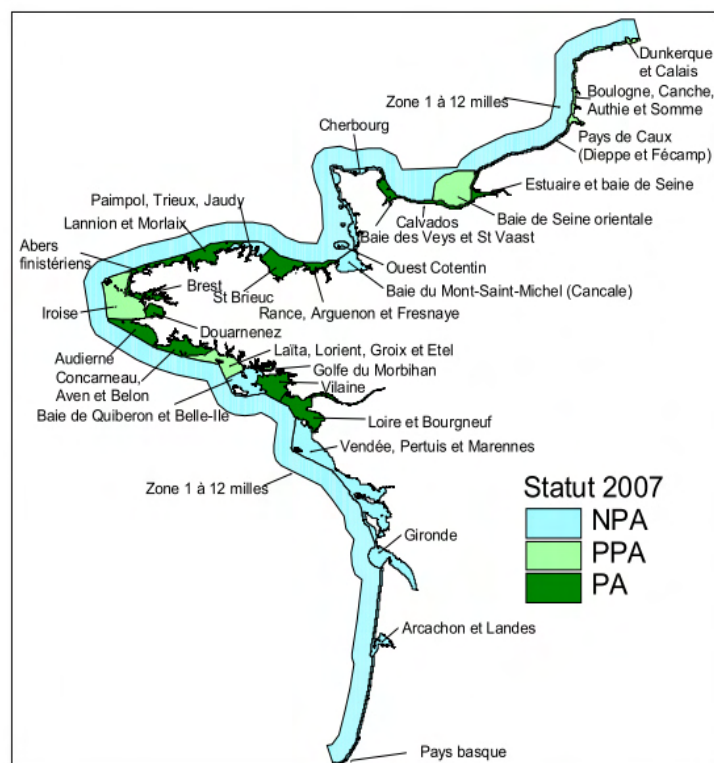 Dunkerque
et Calais
Boulogne, Canche,
Authie et Somme
Zone 1 à 12 milles
Pays de Caux
(Dieppe et Fécamp)
Cherbourg
Estuaire et baie de Seine
Paimpol, Trieux, Jaudy
Calvados
Baie de Seine orientale
Lannion et Morlaix
Baie des Veys et St Vaast
Abers
finistériens
Ouest Cotentin
Brest
St Brieuc
Baie du Mont-Saint-Michel (Cancale)
Rance, Arguenon et Fresnaye
Iroise
Douarnenez
Audierne
Laïta, Lorient, Groix et Etel
Concarneau,
Aven et Belon
Golfe du Morbihan
Vilaine
Baie de Quiberon et Belle-Ile
Loire et Bourgneuf
Vendée, Pertuis et Marennes
Zone 1 à 12 milles
Statut 2007
NPA
PPA
PA
Gironde
Arcachon et Landes
Pays basque